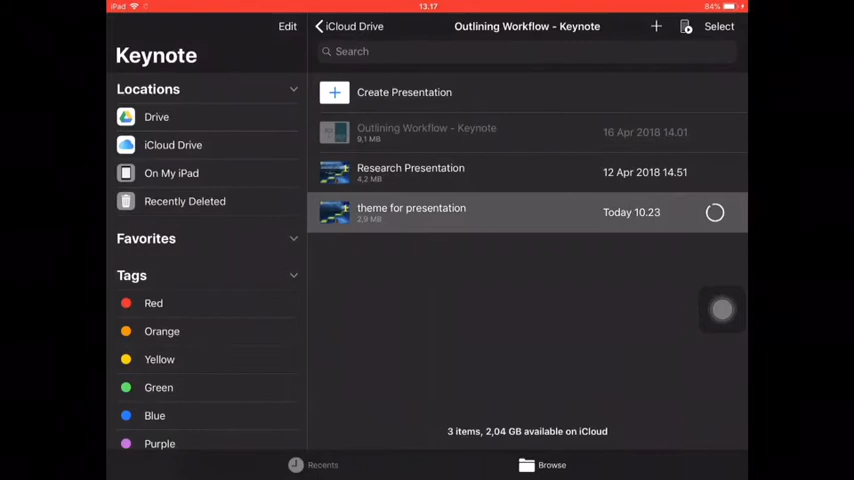 iPad 13.17 84%
Edit iCloud Drive Outlining Workflow - Keynote Select
Keynote
Search
Locations
Drive
iCloud Drive
On My iPad
Recently Deleted
Favorites
Tags
Red
Orange
Yellow
Green
Blue
Purple
Create Presentation
Outlining Workflow - Keynote 16 Apr 2018 14.01
9,1 MB
Research Presentation 12 Apr 2018 14.51
4,2 MB
theme for presentation Today 10.23
2,9 MB
3 items, 2,04 GB available on iCloud
Recents Browse